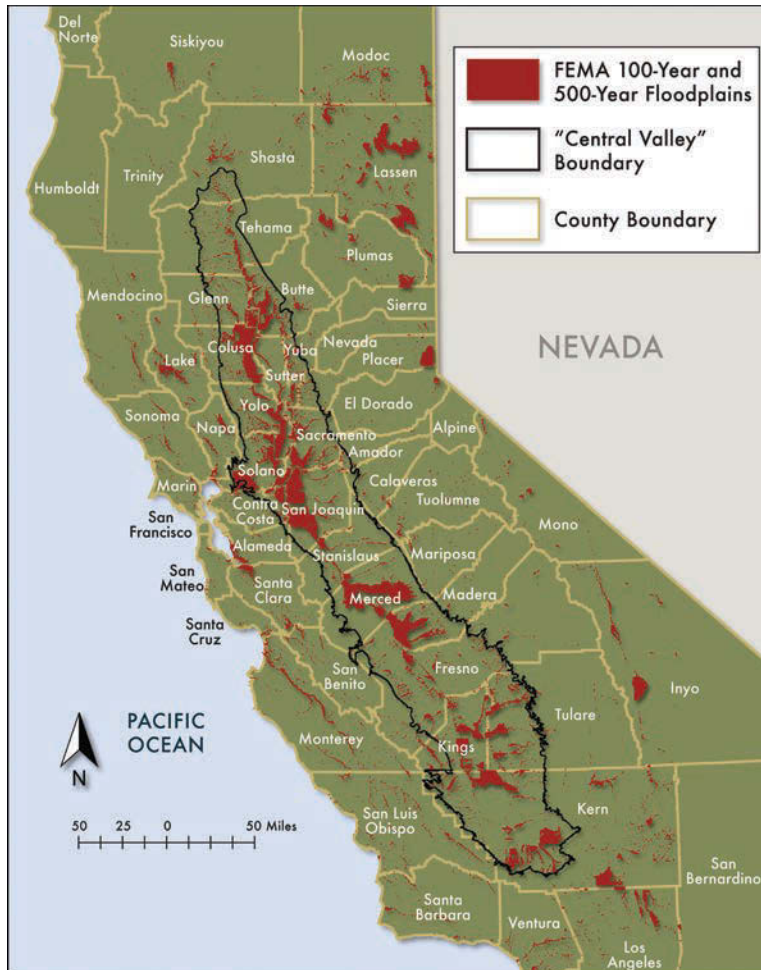 Del
Norte
Siskiyou
Modoc
FEMA 100-Year and
500-Year Floodplains
"Central Valley"
Boundary
County Boundary
Humboldt
Trinity
Shasta
Lassen
Tehama
Plumas
Mendocino
Glenn
Butte
Sierra
Lake
Colusa
Yuba
Nevada
Placer
Sutter
NEVADA
Sonoma
Napa
Yolo
El Dorado
Sacramento
Alpine
Amador
Marin
Solano
Calaveras
Tuolumne
Contra
Costa
San Joaquin
Mono
San
Francisco
Alameda
Stanislaus
Mariposa
San
Mateo
Santa
Clara
Merced
Madera
Santa
Cruz
San
Benito
Fresno
Inyo
Tulare
PACIFIC
OCEAN
Monterey
Kings
N
San Luis
Obispo
Kern
50 25 0 50 Miles
San
Bernardino
Santa
Barbara
Ventura
Los
Angeles